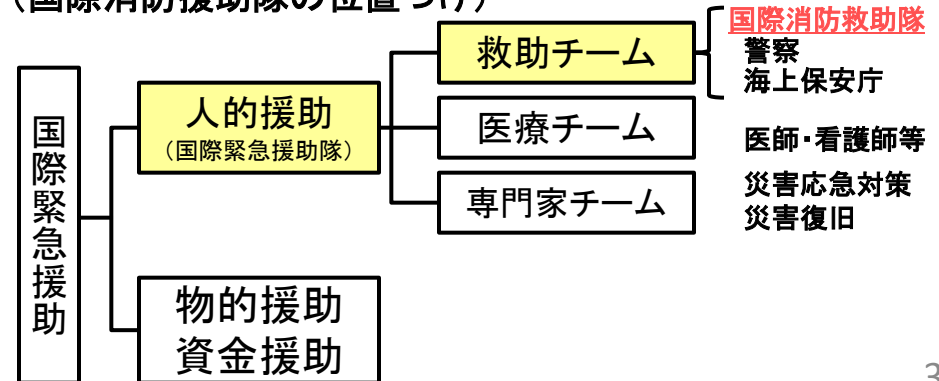 （国際消防援助隊の位置づけ）
国際緊急援助
人的援助
（国際緊急援助隊）
物的援助
資金援助
救助チーム
医療チーム
専門家チーム
国際消防救助隊
警察
海上保安庁
医師・看護師等
災害応急対策
災害復旧
3